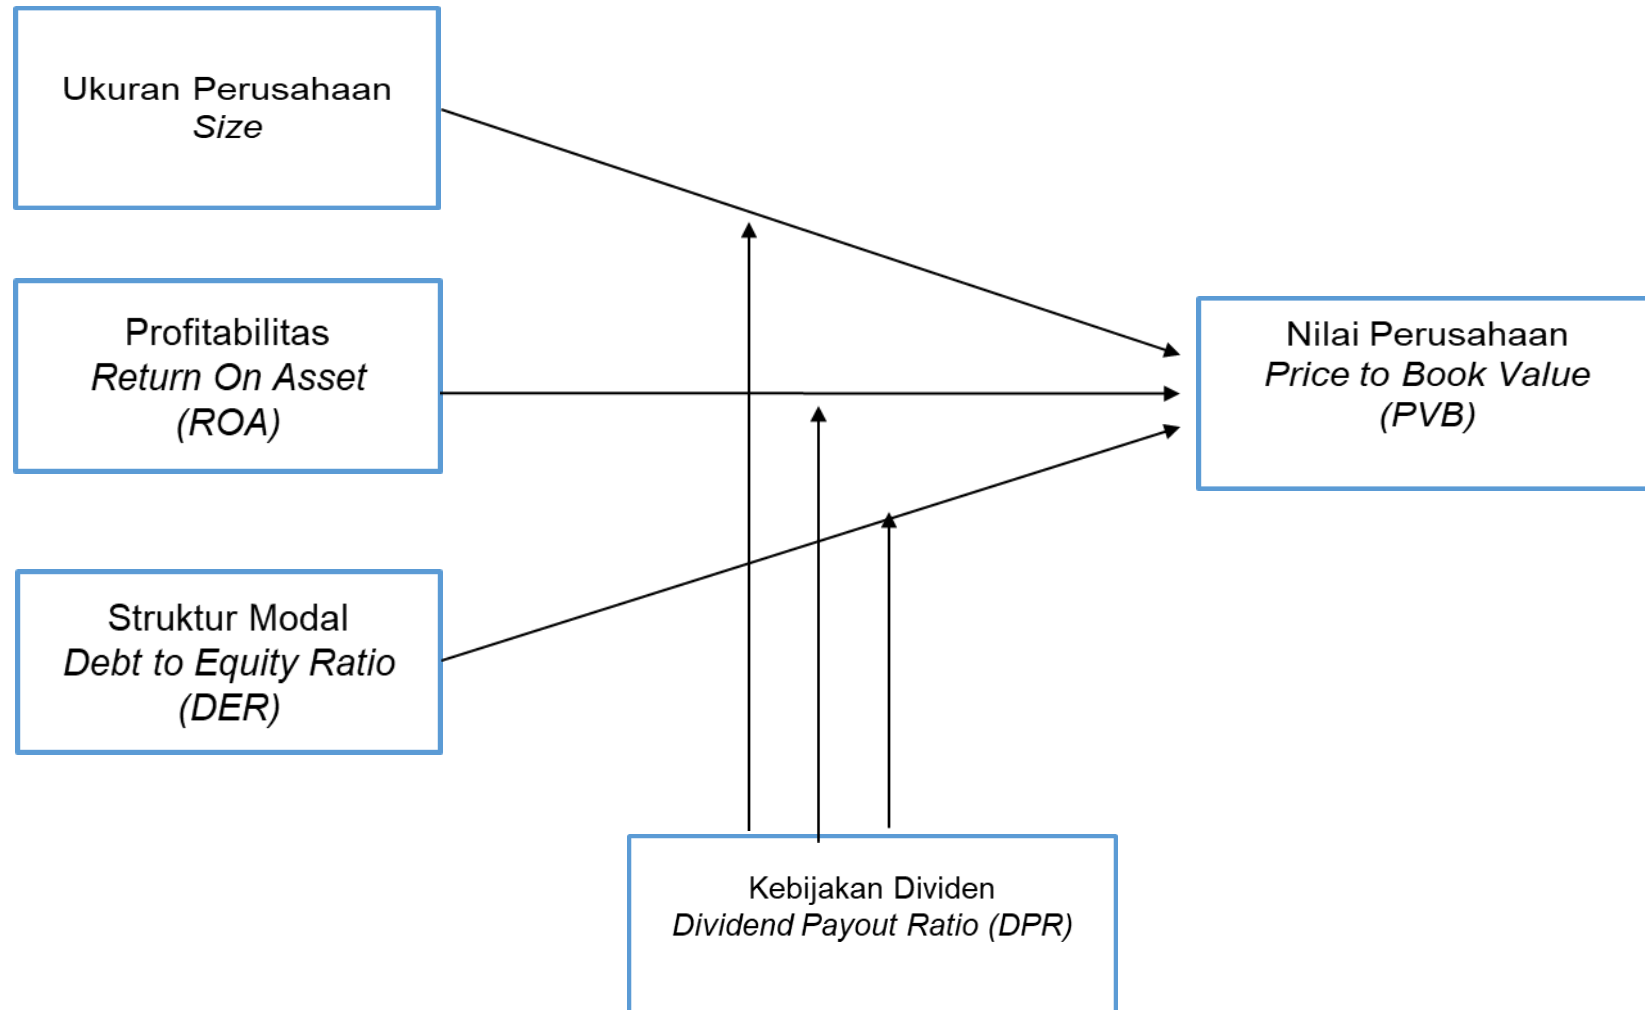 Ukuran Perusahaan
Size
Profitabilitas
Return On Asset
(ROA)
Nilai Perusahaan
Price to Book Value
(PVB)
Struktur Modal
Debt to Equity Ratio
(DER)
Kebijakan Dividen
Dividend Payout Ratio (DPR)